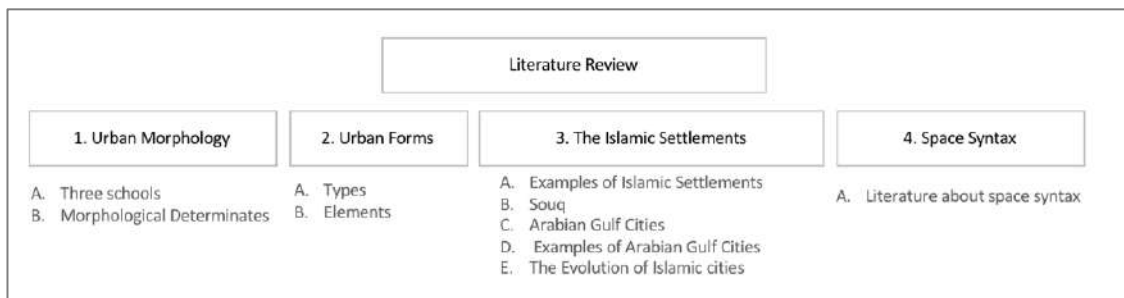 Literature Review
1. Urban Morphology
A. Three schools
B. Morphological Determinates
2. Urban Forms
A. Types
B. Elements
3. The Islamic Settlements
A. Examples of Islamic Settlements
B. Souq
C. Arabian Gulf Cities
D. Examples of Arabian Gulf Cities
E. The Evolution of Islamic cities
4. Space Syntax
A. Literature about space syntax